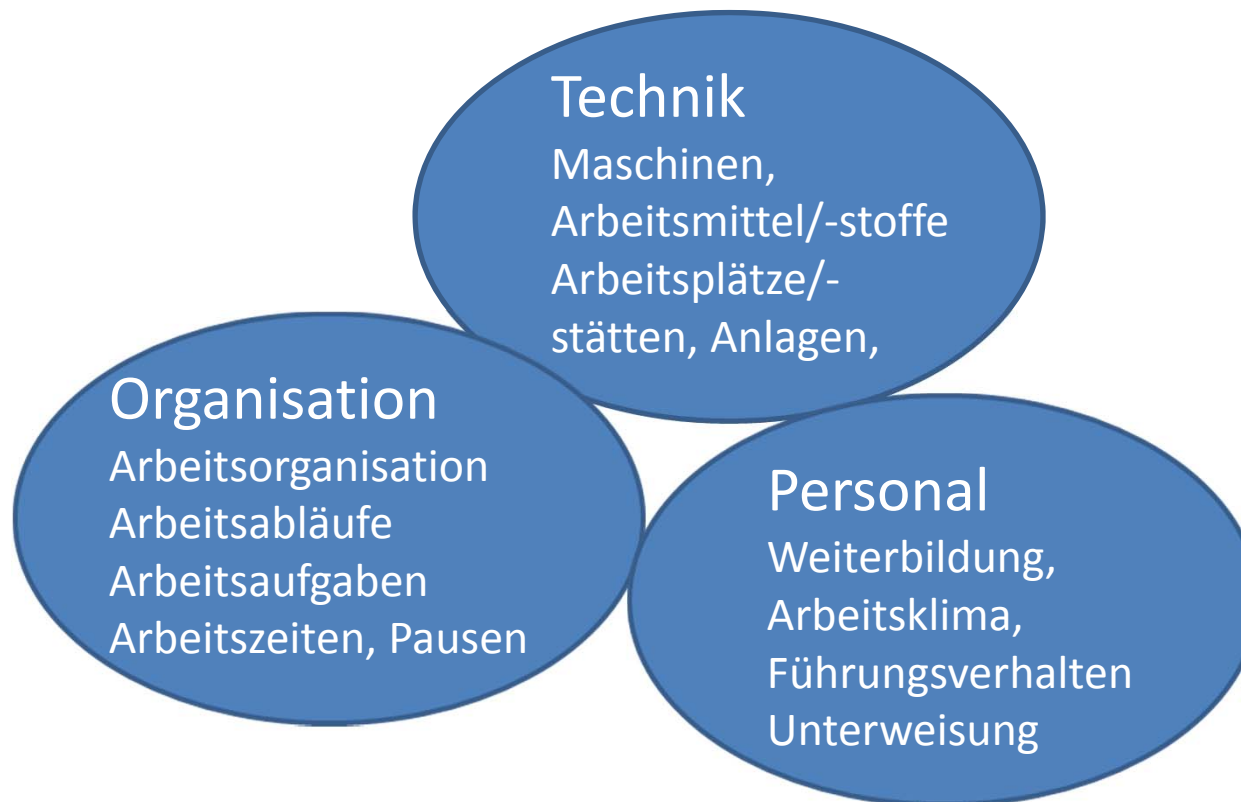 Technik
Maschinen,
Arbeitsmittel/-stoffe
Arbeitsplätze/-
stätten, Anlagen,
Organisation
Arbeitsorganisation
Arbeitsabläufe
Arbeitsaufgaben
Arbeitszeiten, Pausen
Personal
Weiterbildung,
Arbeitsklima,
Führungsverhalten
Unterweisung